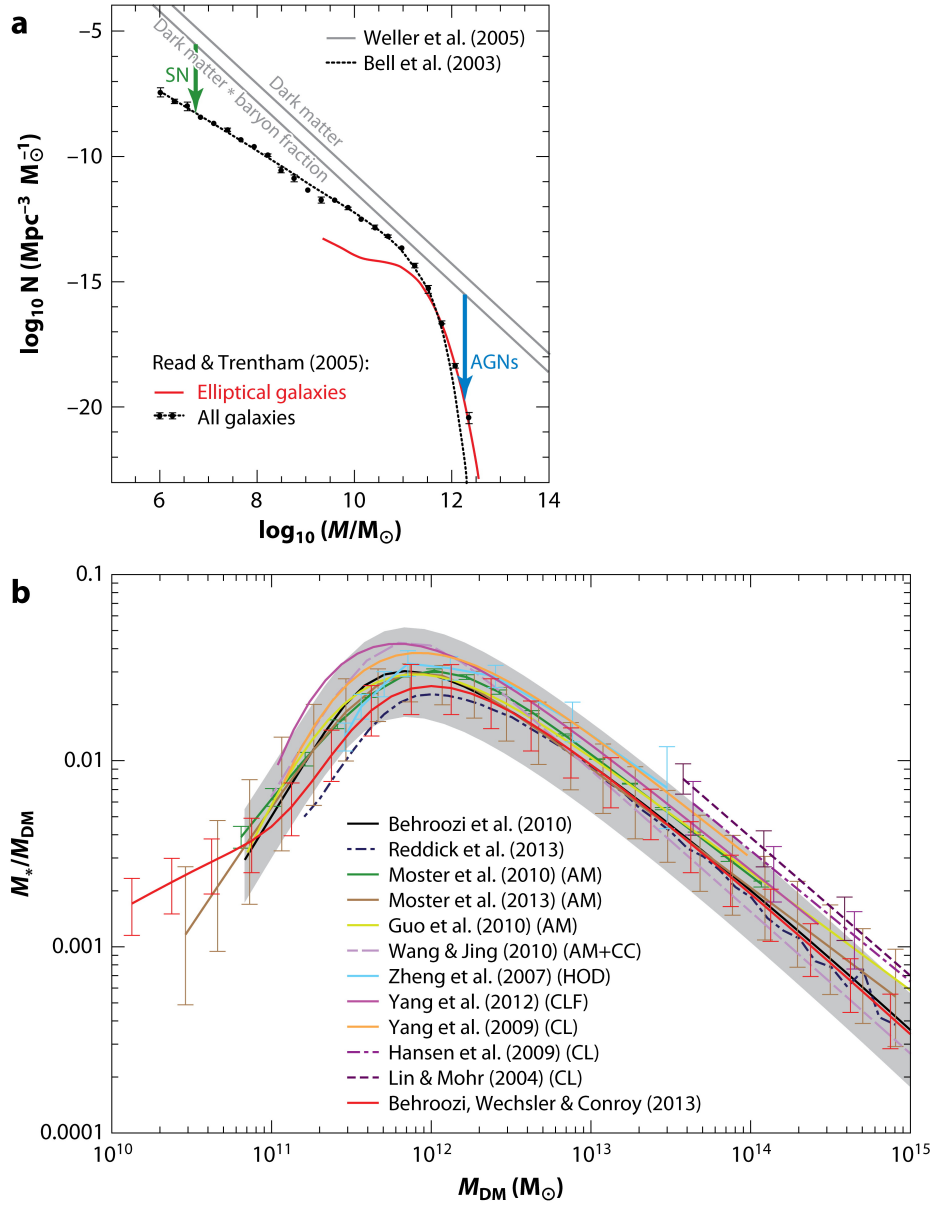 a
−5
−10
−15
−20
log₁₀ N (Mpc⁻³ M⊙⁻¹)
Weller et al. (2005)
Bell et al. (2003)
SN
Dark matter
Dark matter * baryon fraction
AGNs
Read & Trentham (2005):
Elliptical galaxies
All galaxies
6 8 10 12 14
log₁₀ (M/M⊙)
b
0.1
0.01
0.001
0.0001
M*/M_DM
Behroozi et al. (2010)
Reddick et al. (2013)
Moster et al. (2010) (AM)
Moster et al. (2013) (AM)
Guo et al. (2010) (AM)
Wang & Jing (2010) (AM+CC)
Zheng et al. (2007) (HOD)
Yang et al. (2012) (CLF)
Yang et al. (2009) (CL)
Hansen et al. (2009) (CL)
Lin & Mohr (2004) (CL)
Behroozi, Wechsler & Conroy (2013)
10¹⁰ 10¹¹ 10¹² 10¹³ 10¹⁴ 10¹⁵
M_DM (M⊙)